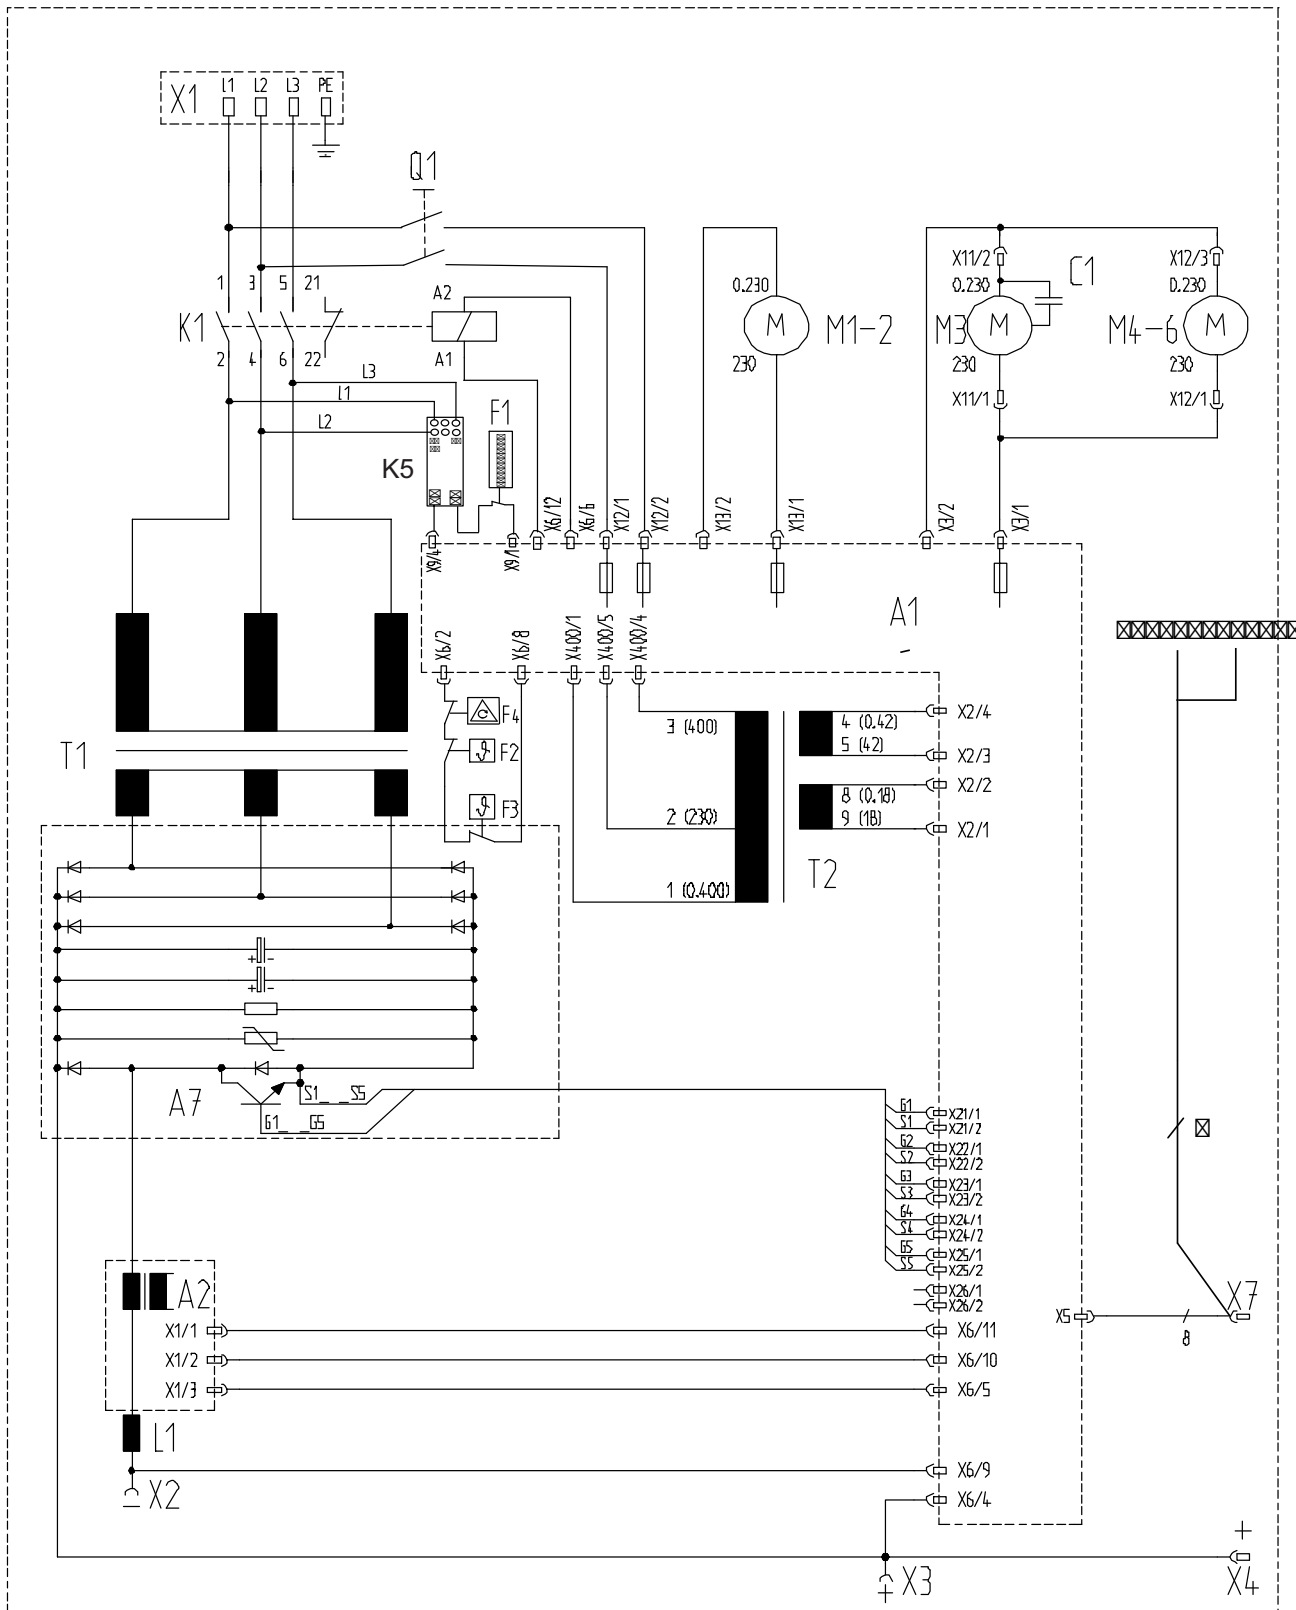 L1 L2 L3 PE
X1
Q1
1 3 5 21
K1
2 4 6 22
A2
A1
L3
L1
L2
K5
F1
0.230
M
M1-2
230
X11/2
0.230
C1
M3
M
230
X11/1
X12/3
0.230
M4-6
M
230
X12/1
X9/4
X9/1
X6/12
X6/6
X12/1
X12/2
X13/2
X13/1
X3/2
X3/1
A1
X6/2
X6/8
X400/1
X400/5
X400/4
F4
F2
F3
T1
3 (400)
2 (230)
1 (0.400)
T2
4 (0.42)
5 (42)
8 (0.18)
9 (18)
X2/4
X2/3
X2/2
X2/1
+ -
+ -
A7
S1_ _S5
G1_ _G5
G1 X21/1
S1 X21/2
G2 X22/1
S2 X22/2
G3 X23/1
S3 X23/2
G4 X24/1
S4 X24/2
G5 X25/1
S5 X25/2
X26/1
X26/2
A2
X1/1
X1/2
X1/3
X6/11
X6/10
X6/5
X5
8
X7
L1
X2
−
X6/9
X6/4
X3
+
+
X4